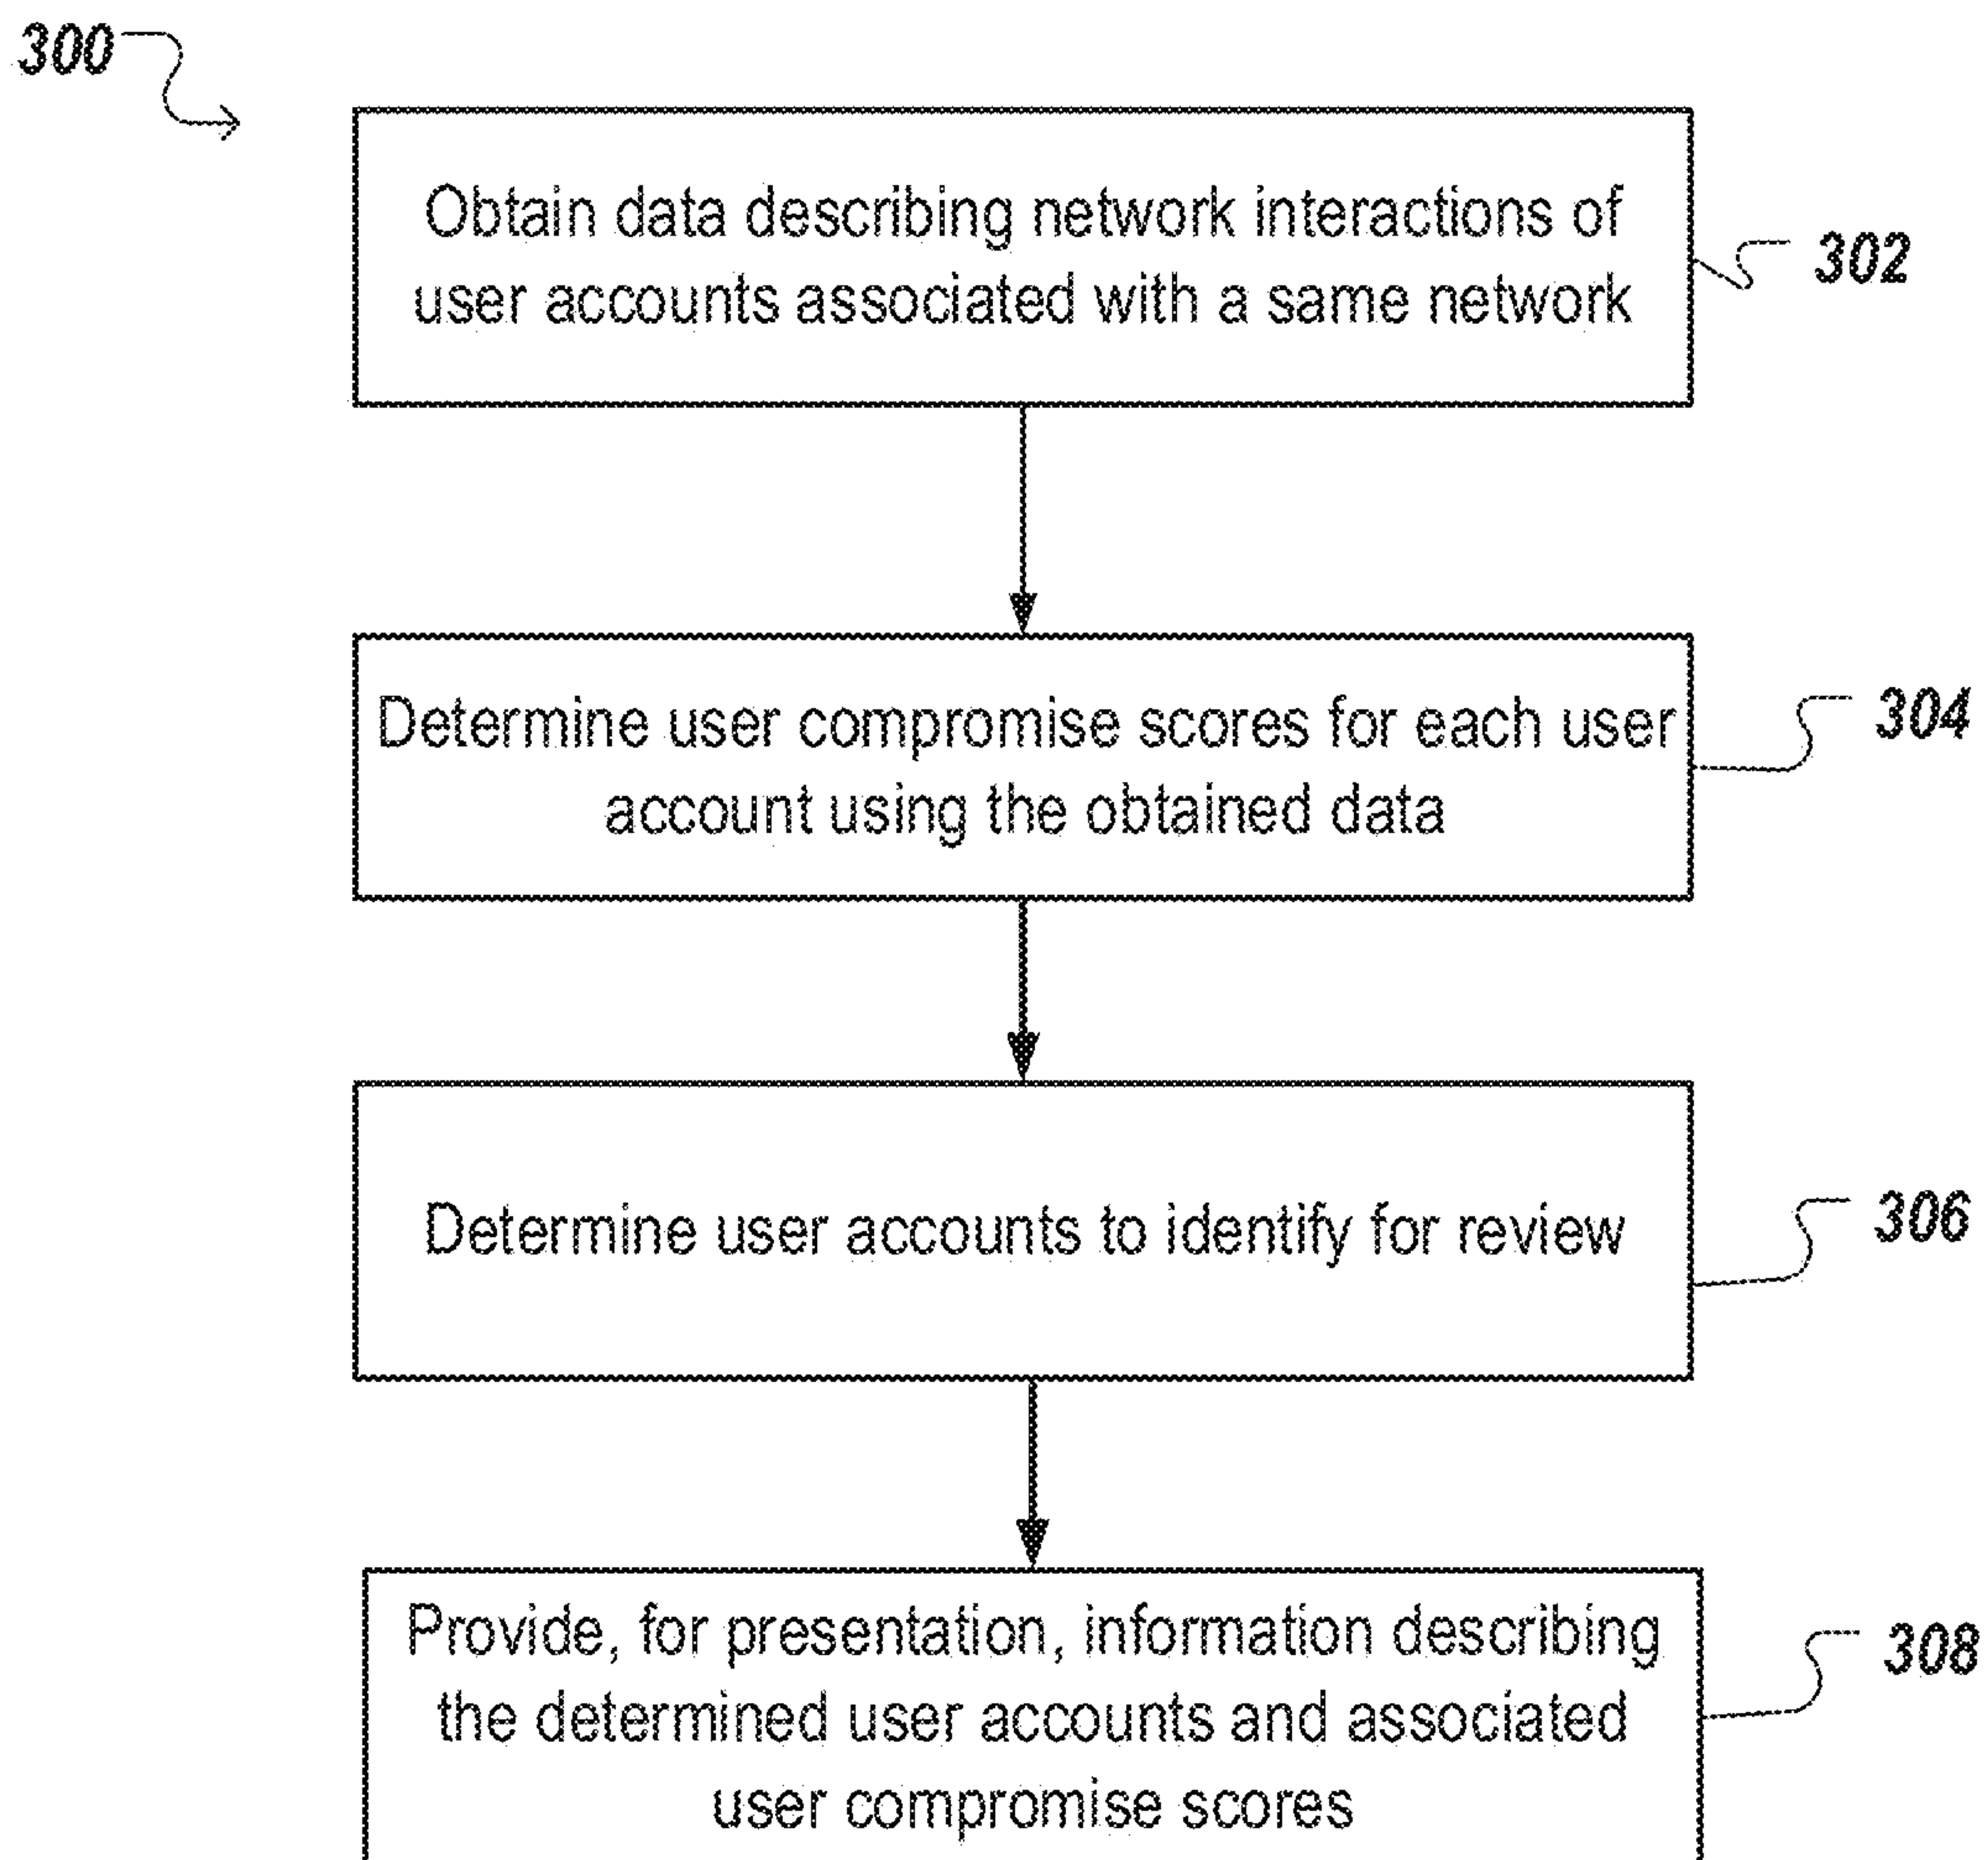 300
Obtain data describing network interactions of
user accounts associated with a same network
302
Determine user compromise scores for each user
account using the obtained data
304
Determine user accounts to identify for review
306
Provide, for presentation, information describing
the determined user accounts and associated
user compromise scores
308